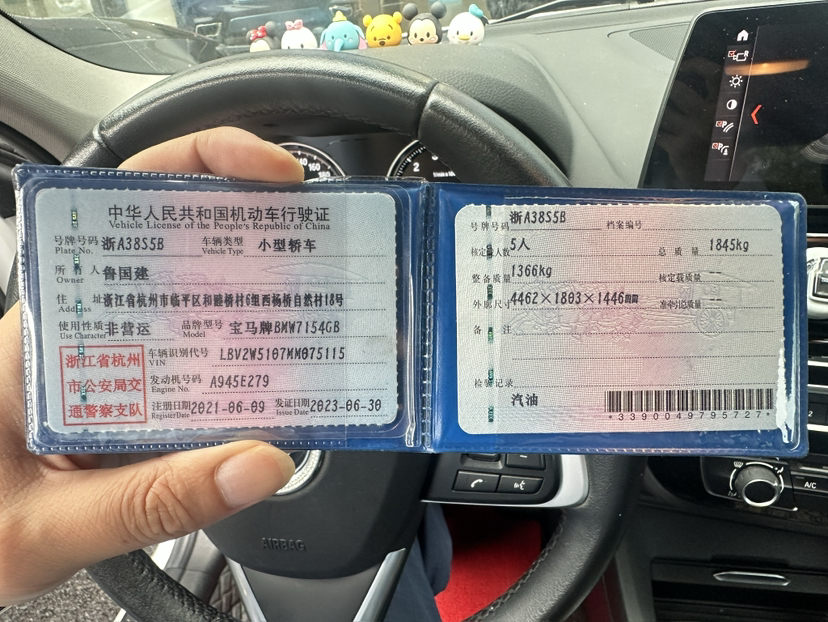 中华人民共和国机动车行驶证
Vehicle License of the People's Republic of China
号牌号码 浙A38S5B 车辆类型 小型轿车
Plate No. Vehicle Type
所有人 鲁国建
Owner
住址 浙江省杭州市临平区和睦桥村6组西杨桥自然村18号
Address
使用性质 非营运 品牌型号 宝马牌BMW7154GB
Use Character Model
浙江省杭州
市公安局交
通警察支队
车辆识别代号 LBV2W5107MM075115
VIN
发动机号码 A945E279
Engine No.
注册日期 2021-06-09 发证日期 2023-06-30
Register Date Issue Date
号牌号码 浙A38S5B 档案编号
核定载人数 5人 总质量 1845kg
整备质量 1366kg 核定载质量 --
外廓尺寸 4462×1803×1446mm 准牵引总质量 --
备注
检验记录
汽油
*3390049795727*
AIRBAG
A/C